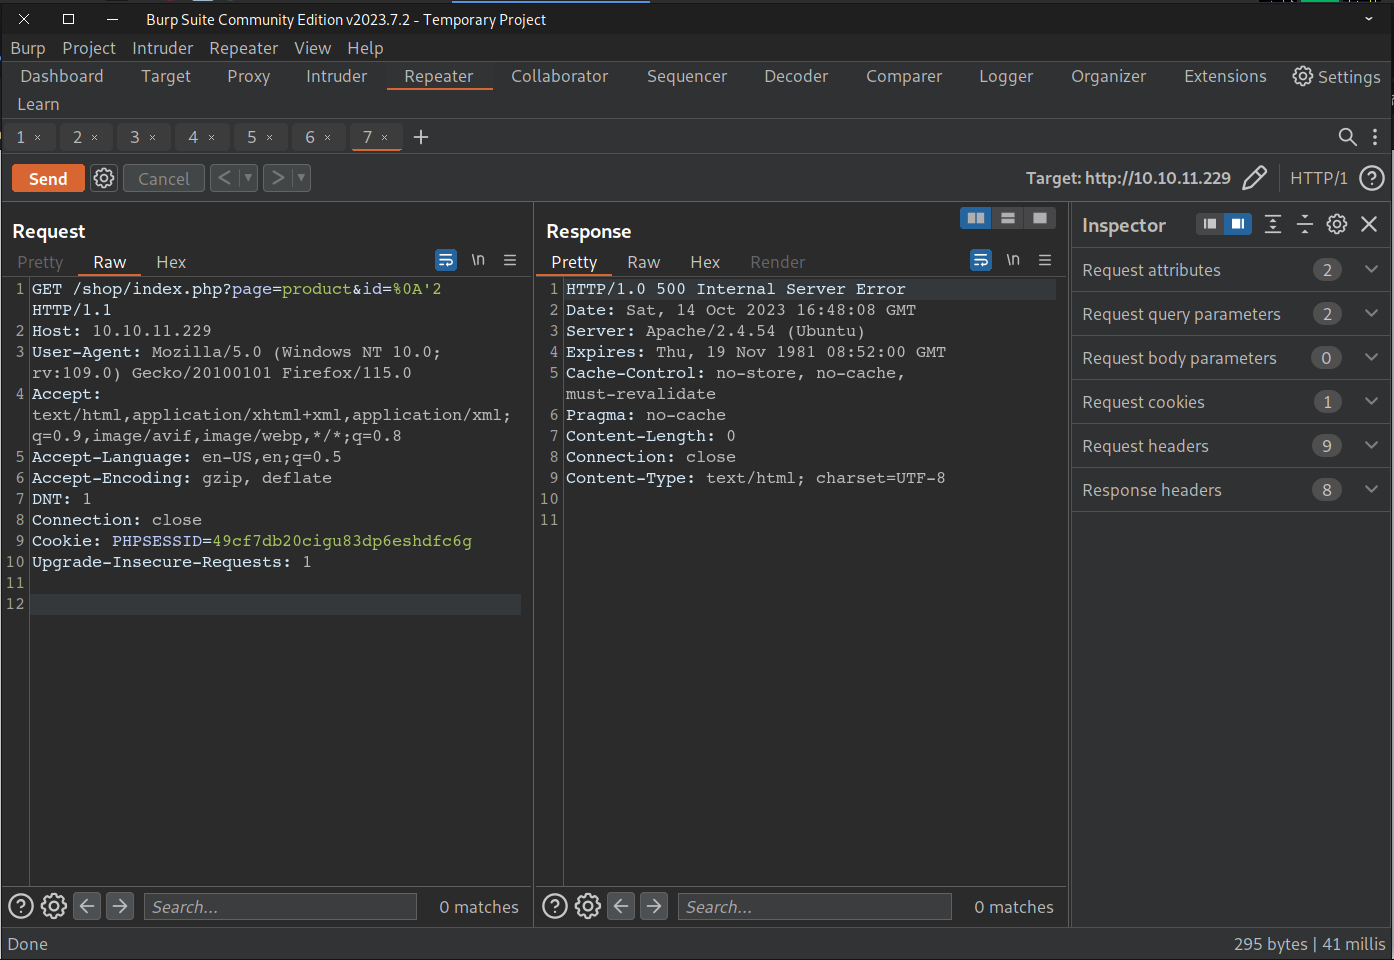 Burp Suite Community Edition v2023.7.2 - Temporary Project
Burp Project Intruder Repeater View Help
Dashboard Target Proxy Intruder Repeater Collaborator Sequencer Decoder Comparer Logger Organizer Extensions Settings
Learn
1 × 2 × 3 × 4 × 5 × 6 × 7 × +
Send Cancel < > Target: http://10.10.11.229 HTTP/1 ?
Request
Pretty Raw Hex \n
1 GET /shop/index.php?page=product&id=%0A'2
HTTP/1.1
2 Host: 10.10.11.229
3 User-Agent: Mozilla/5.0 (Windows NT 10.0;
rv:109.0) Gecko/20100101 Firefox/115.0
4 Accept:
text/html,application/xhtml+xml,application/xml;
q=0.9,image/avif,image/webp,*/*;q=0.8
5 Accept-Language: en-US,en;q=0.5
6 Accept-Encoding: gzip, deflate
7 DNT: 1
8 Connection: close
9 Cookie: PHPSESSID=49cf7db20cigu83dp6eshdfc6g
10 Upgrade-Insecure-Requests: 1
11
12
? Search... 0 matches
Response
Pretty Raw Hex Render \n
1 HTTP/1.0 500 Internal Server Error
2 Date: Sat, 14 Oct 2023 16:48:08 GMT
3 Server: Apache/2.4.54 (Ubuntu)
4 Expires: Thu, 19 Nov 1981 08:52:00 GMT
5 Cache-Control: no-store, no-cache,
must-revalidate
6 Pragma: no-cache
7 Content-Length: 0
8 Connection: close
9 Content-Type: text/html; charset=UTF-8
10
11
? Search... 0 matches
Inspector
Request attributes 2
Request query parameters 2
Request body parameters 0
Request cookies 1
Request headers 9
Response headers 8
Done 295 bytes | 41 millis